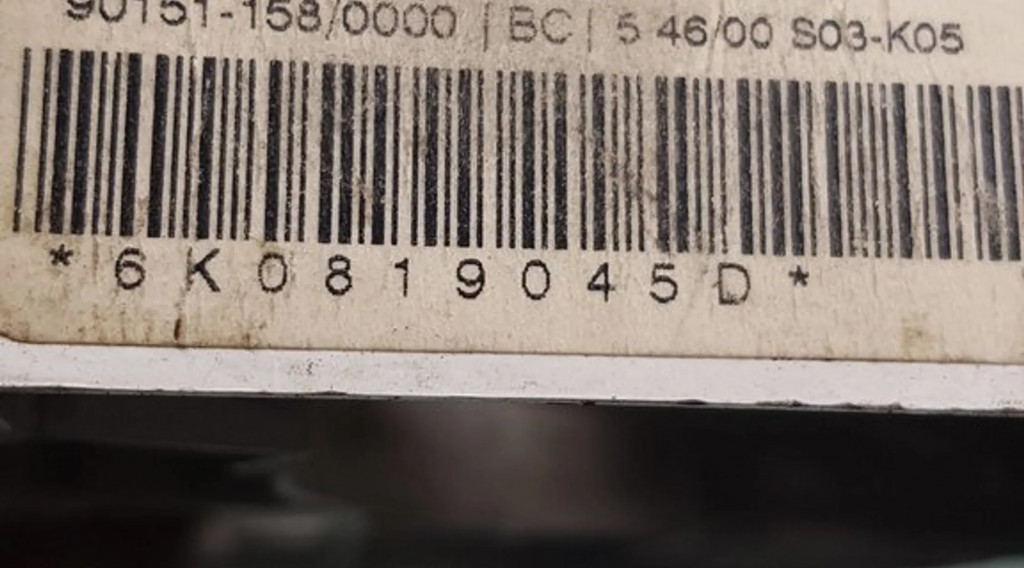 90151-158/0000 | BC | 5 46/00 S03-K05
*6K0819045D*